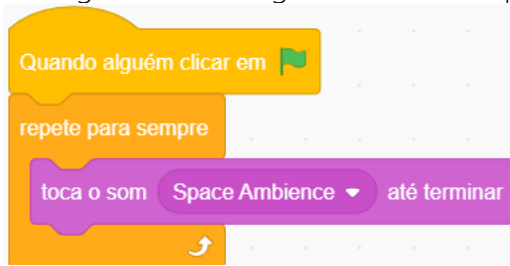 Quando alguém clicar em
repete para sempre
toca o som Space Ambience até terminar